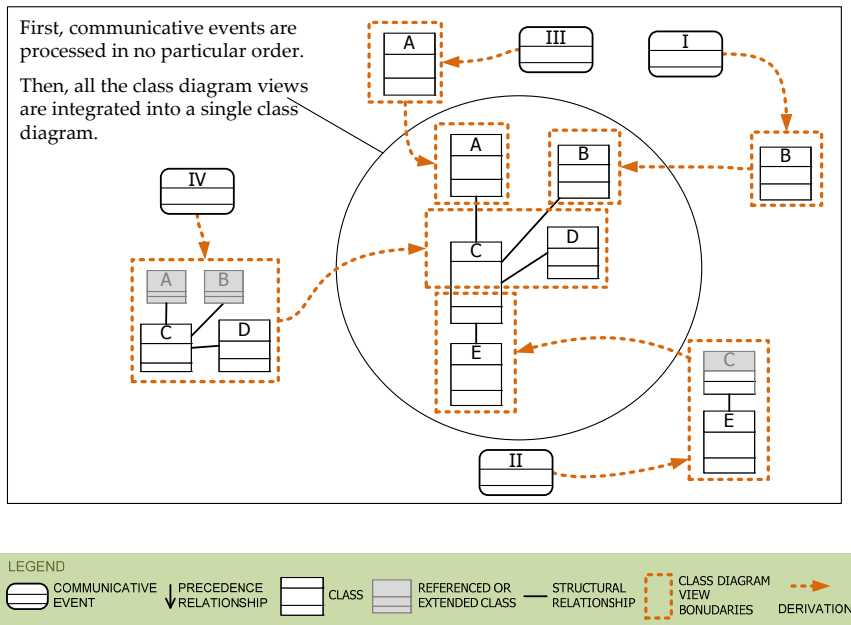 First, communicative events are
processed in no particular order.
Then, all the class diagram views
are integrated into a single class
diagram.
A
III
I
A
B
B
IV
C
D
A
B
C
D
E
C
E
II
LEGEND
COMMUNICATIVE
EVENT
PRECEDENCE
RELATIONSHIP
CLASS
REFERENCED OR
EXTENDED CLASS
STRUCTURAL
RELATIONSHIP
CLASS DIAGRAM
VIEW
BONUDARIES
DERIVATION